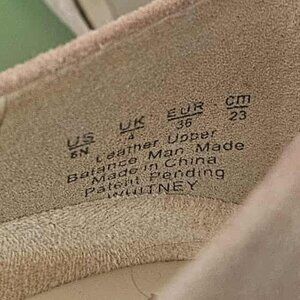 US UK EUR cm
6N 4 36 23
Leather Upper
Balance Man Made
Made in China
Patent Pending
WHITNEY